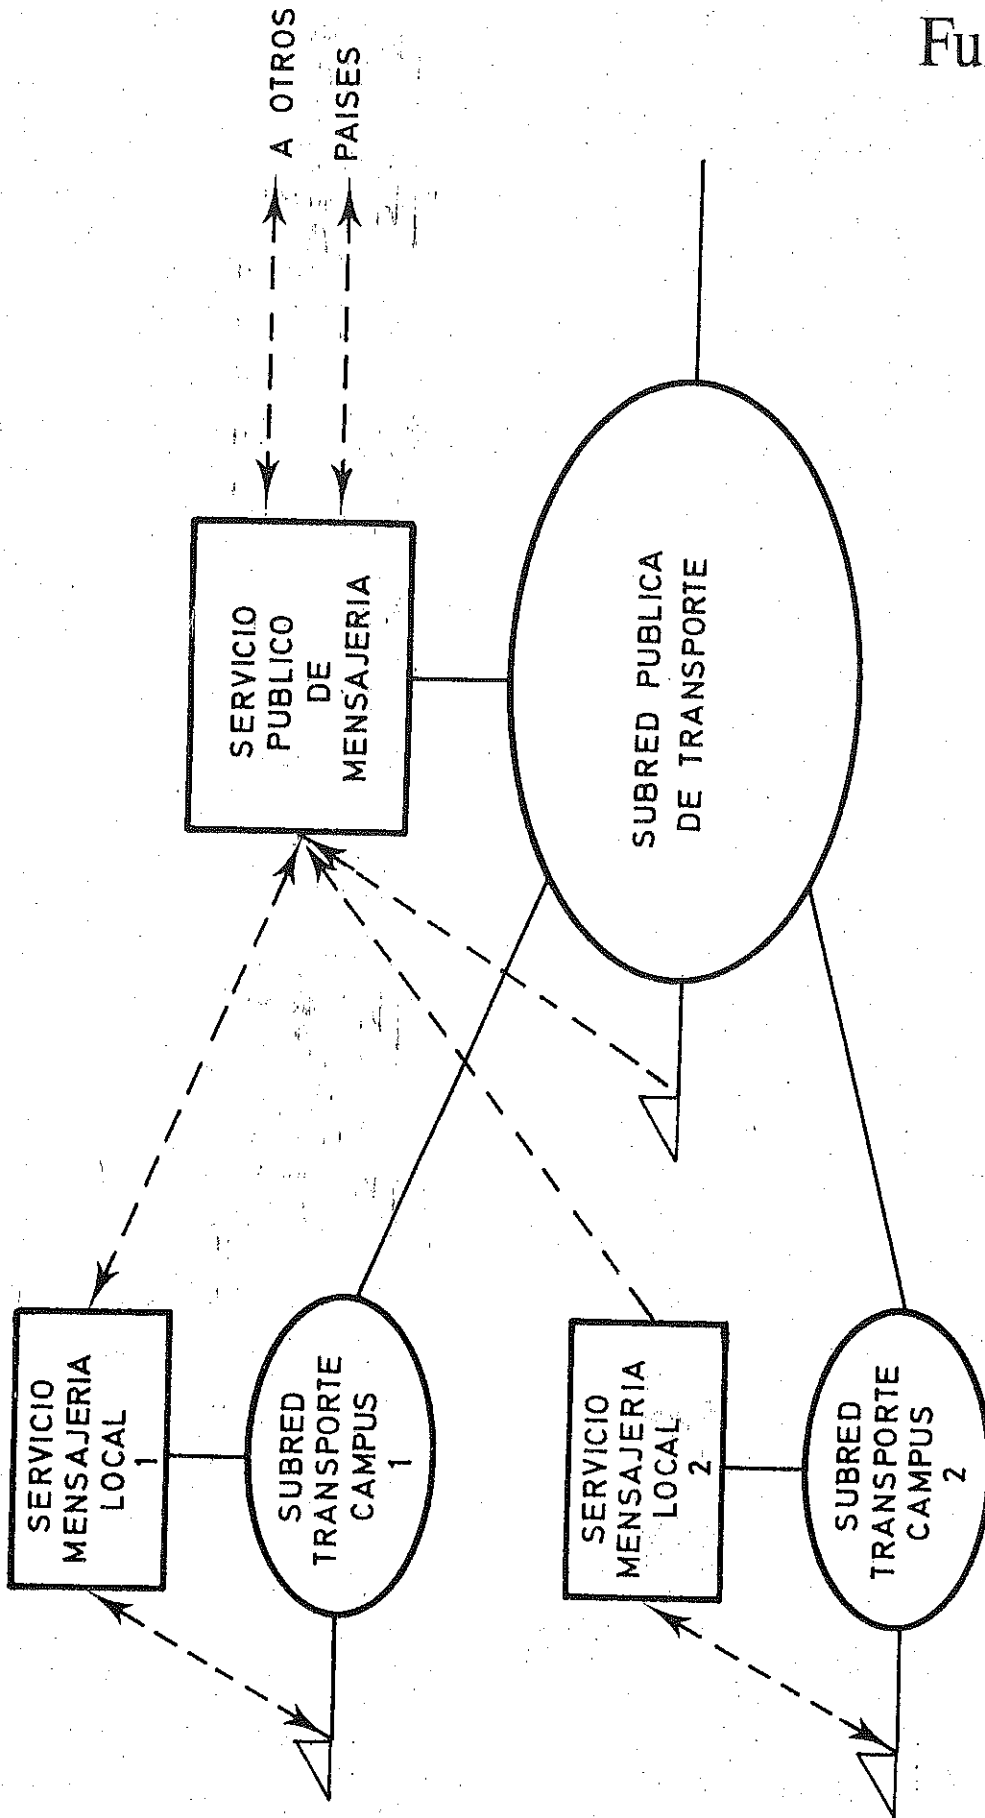 Fu
A OTROS
PAISES
SERVICIO
PUBLICO
DE
MENSAJERIA
SUBRED PUBLICA
DE TRANSPORTE
SERVICIO
MENSAJERIA
LOCAL
1
SUBRED
TRANSPORTE
CAMPUS
1
SERVICIO
MENSAJERIA
LOCAL
2
SUBRED
TRANSPORTE
CAMPUS
2